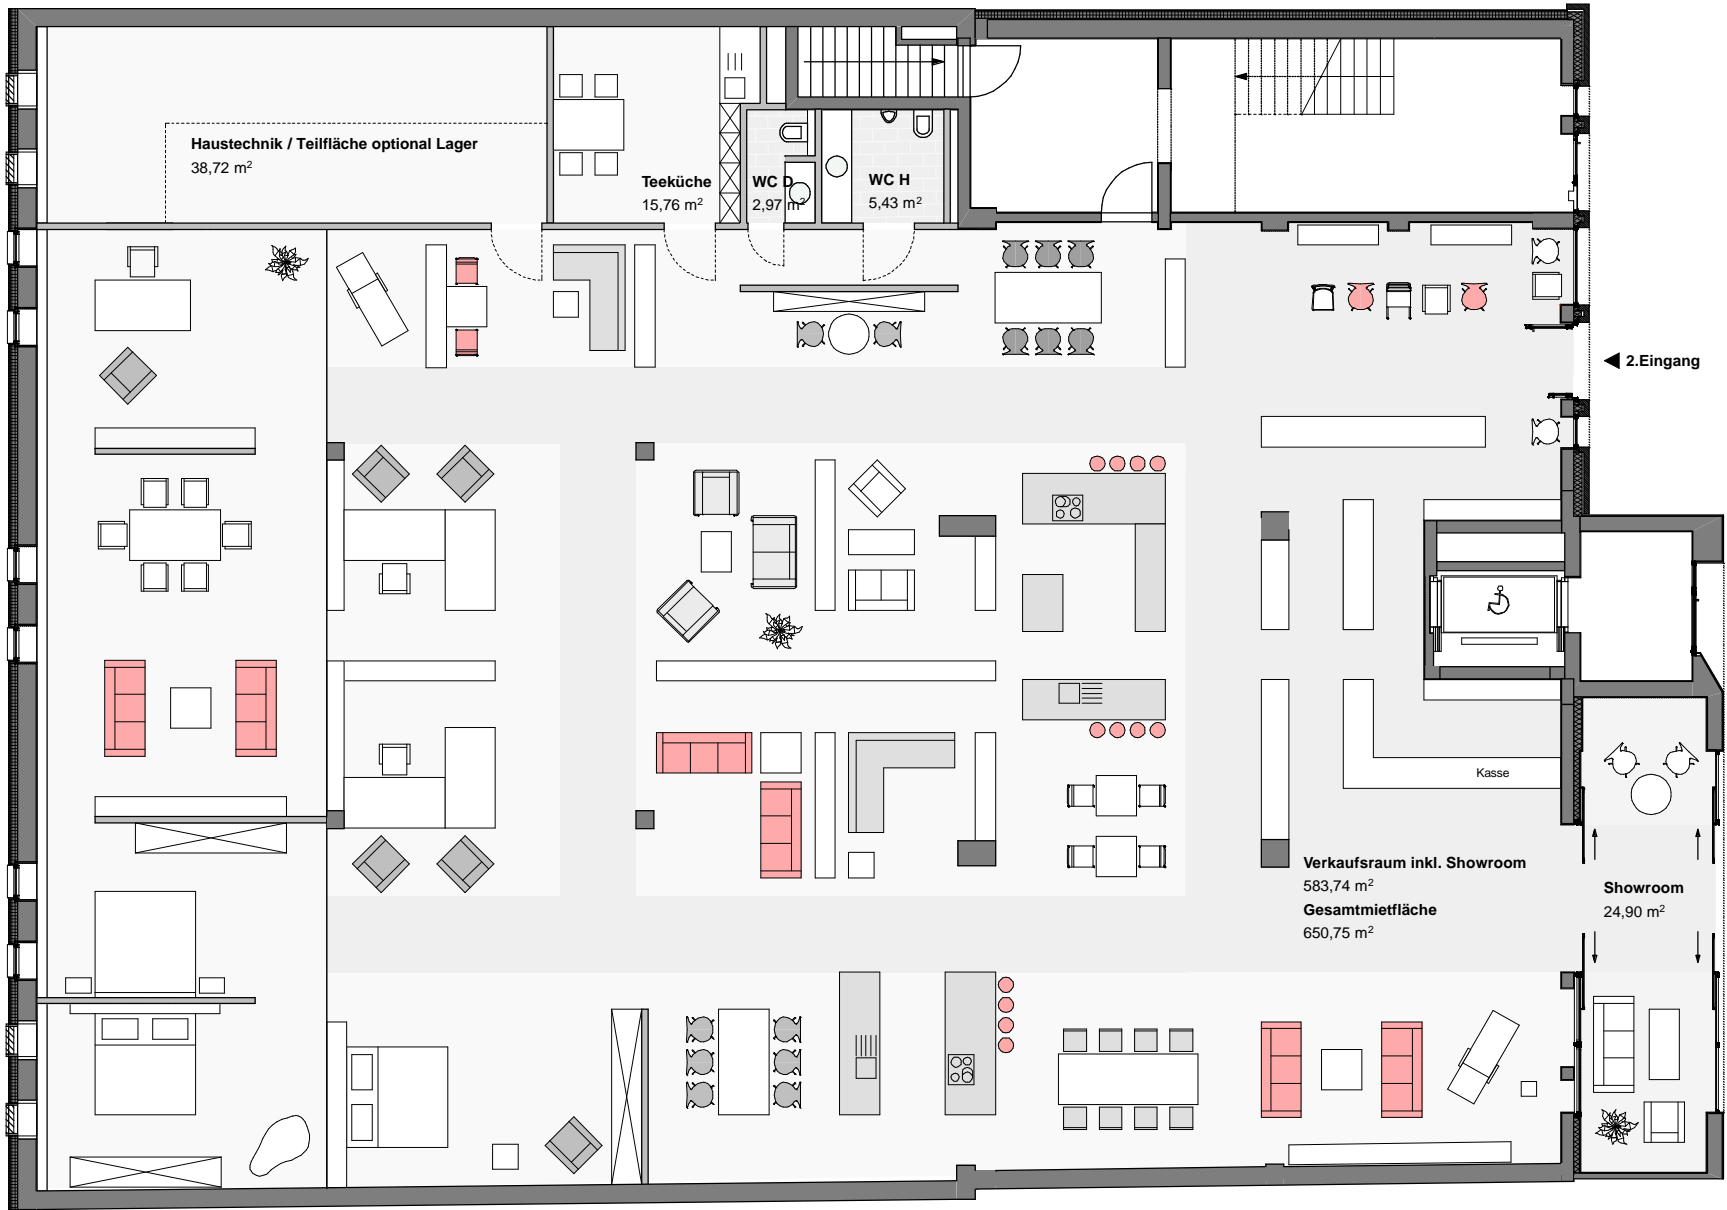 Haustechnik / Teilfläche optional Lager
38,72 m²
Teeküche
15,76 m²
WC D
2,97 m²
WC H
5,43 m²
2.Eingang
Kasse
Verkaufsraum inkl. Showroom
583,74 m²
Gesamtmietfläche
650,75 m²
Showroom
24,90 m²